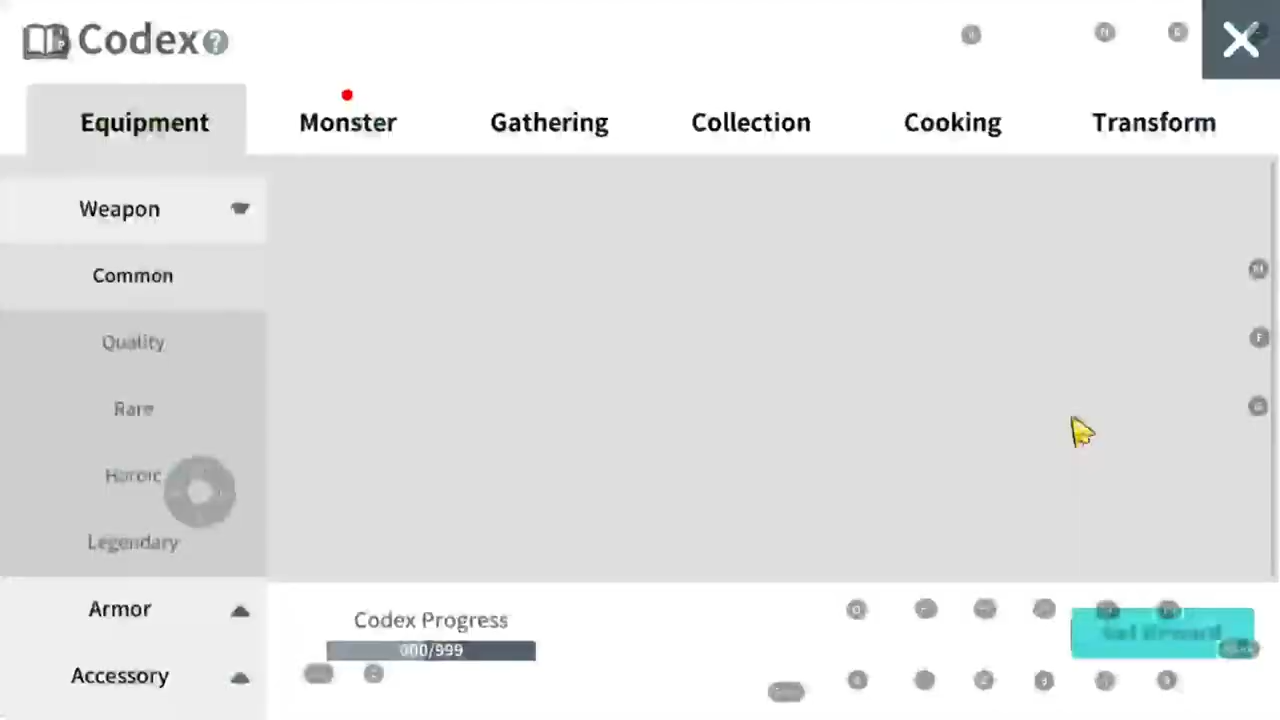 Codex ?
Equipment
Monster
Gathering
Collection
Cooking
Transform
Weapon
Common
Quality
Rare
Heroic
Legendary
Armor
Accessory
Codex Progress
000/999